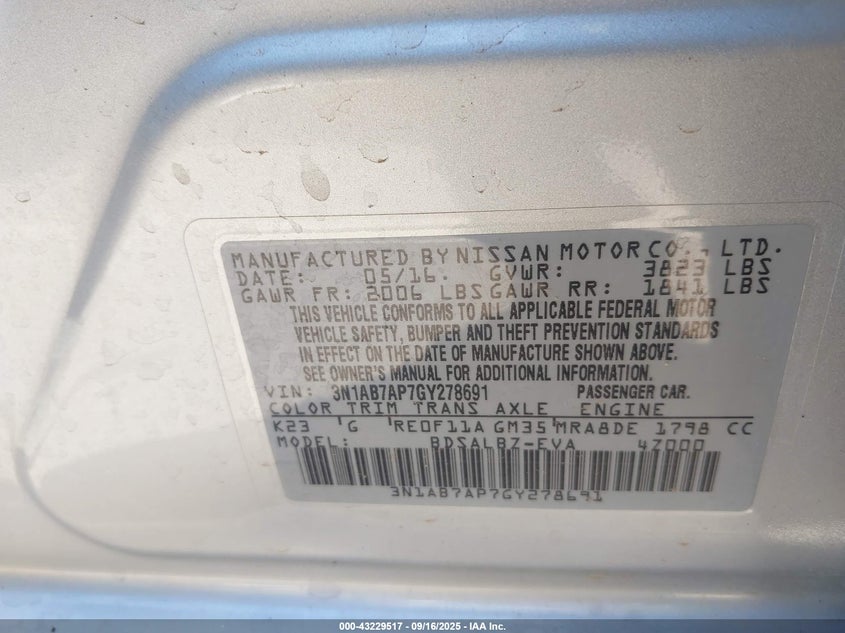 MANUFACTURED BY NISSAN MOTOR CO., LTD.
DATE: 05/16. GVWR: 3823 LBS
GAWR FR: 2006 LBS GAWR RR: 1841 LBS
THIS VEHICLE CONFORMS TO ALL APPLICABLE FEDERAL MOTOR
VEHICLE SAFETY, BUMPER AND THEFT PREVENTION STANDARDS
IN EFFECT ON THE DATE OF MANUFACTURE SHOWN ABOVE.
SEE OWNER'S MANUAL FOR ADDITIONAL INFORMATION.
VIN: 3N1AB7AP7GY278691 PASSENGER CAR.
COLOR TRIM TRANS AXLE ENGINE
K23 G RE0F11A GM35 MRA8DE 1798 CC
MODEL: BDSALBZ-EVA 4Z000
3N1AB7AP7GY278691
000-43229517 - 09/16/2025 - IAA Inc.